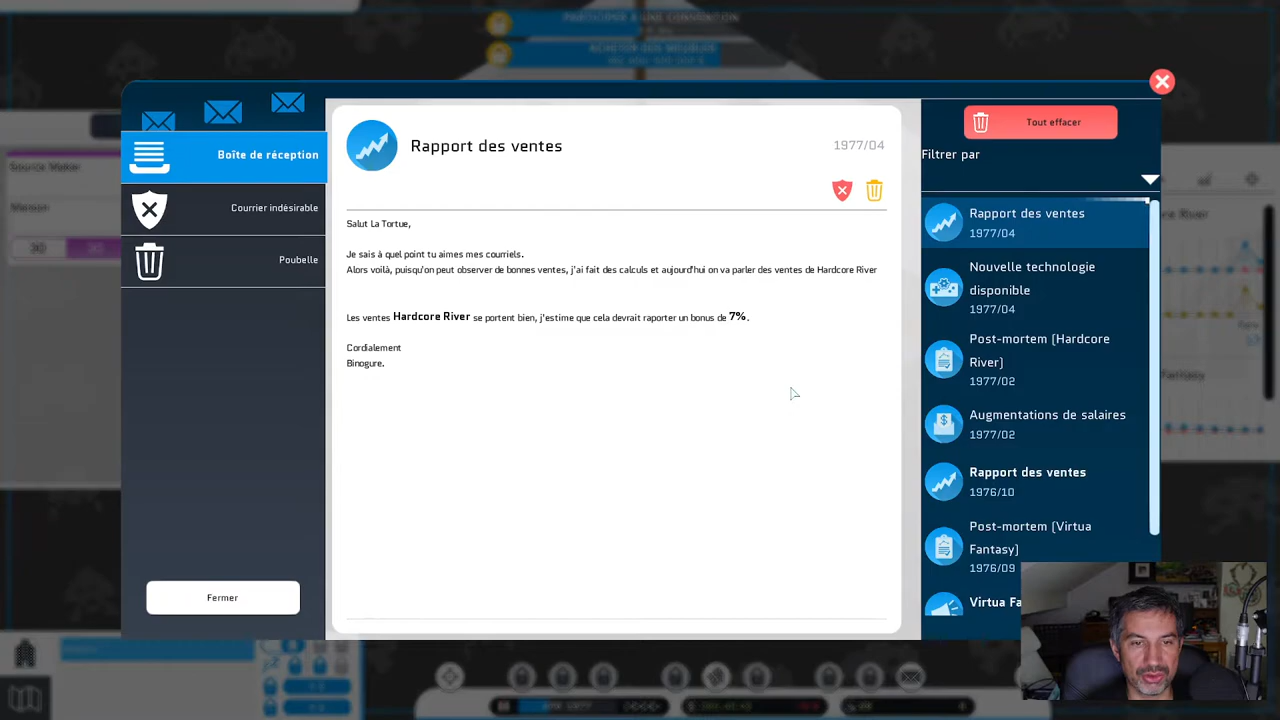 Boîte de réception
Courrier indésirable
Poubelle
Fermer
Rapport des ventes
1977/04
Salut La Tortue,
Je sais à quel point tu aimes mes courriels.
Alors voilà, puisqu'on peut observer de bonnes ventes, j'ai fait des calculs et aujourd'hui on va parler des ventes de Hardcore River
Les ventes Hardcore River se portent bien, j'estime que cela devrait raporter un bonus de 7%.
Cordialement
Binogure.
Tout effacer
Filtrer par
Rapport des ventes
1977/04
Nouvelle technologie
disponible
1977/04
Post-mortem (Hardcore
River)
1977/02
Augmentations de salaires
1977/02
Rapport des ventes
1976/10
Post-mortem (Virtua
Fantasy)
1976/09
Virtua Fa